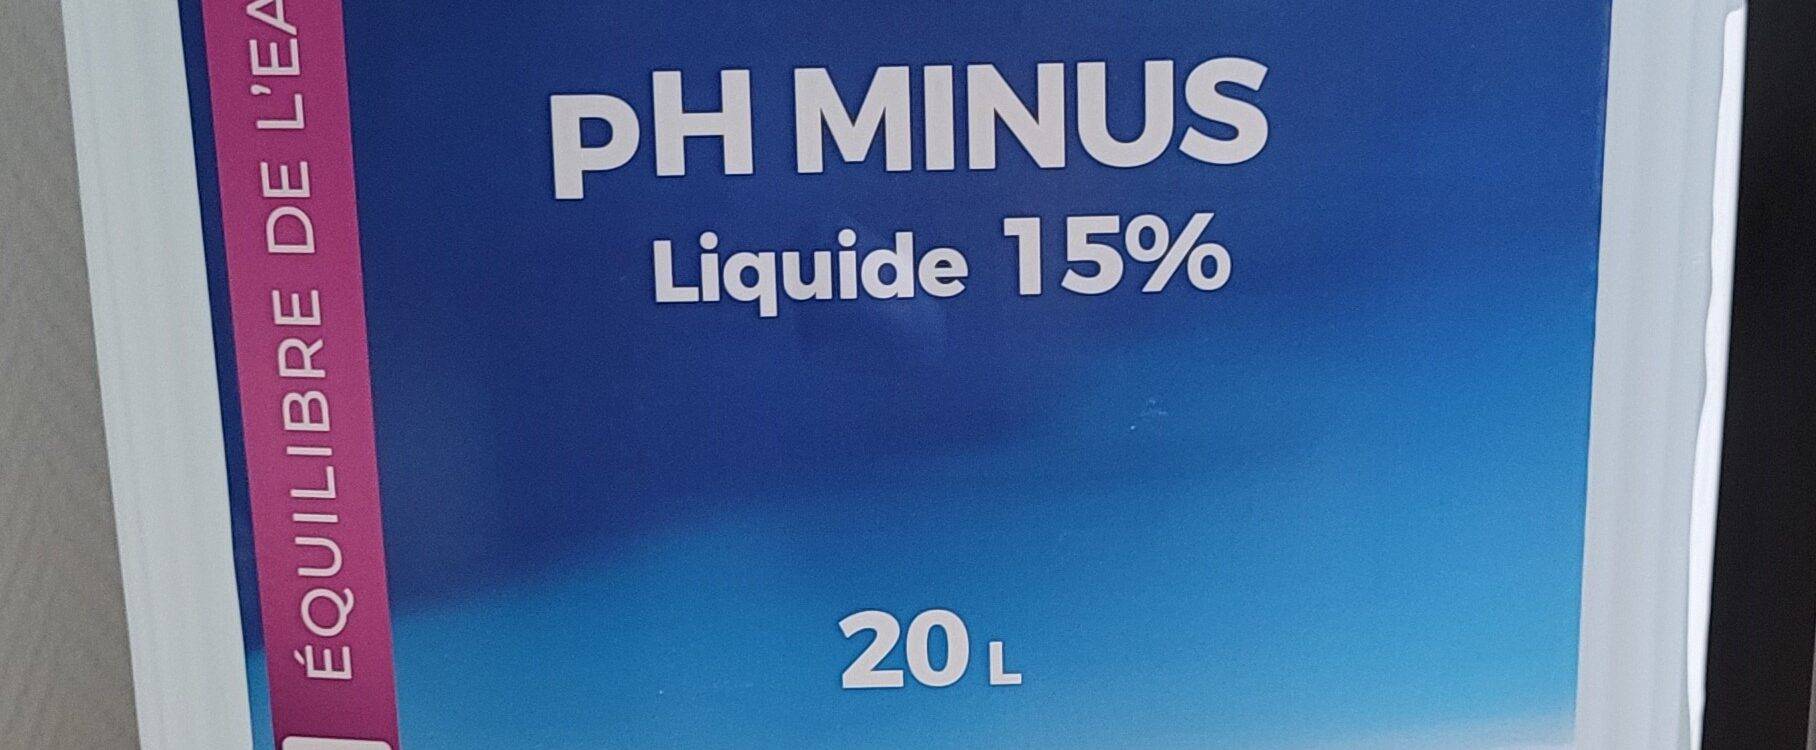 ÉQUILIBRE DE L'EA
pH MINUS
Liquide 15%
20 L